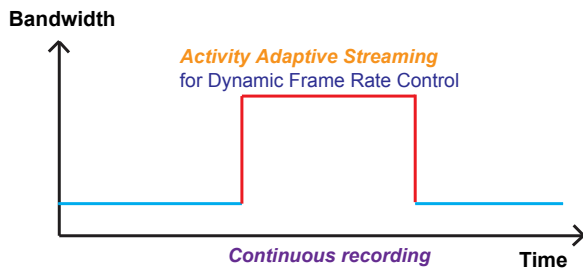 Bandwidth
Activity Adaptive Streaming
for Dynamic Frame Rate Control
Continuous recording
Time